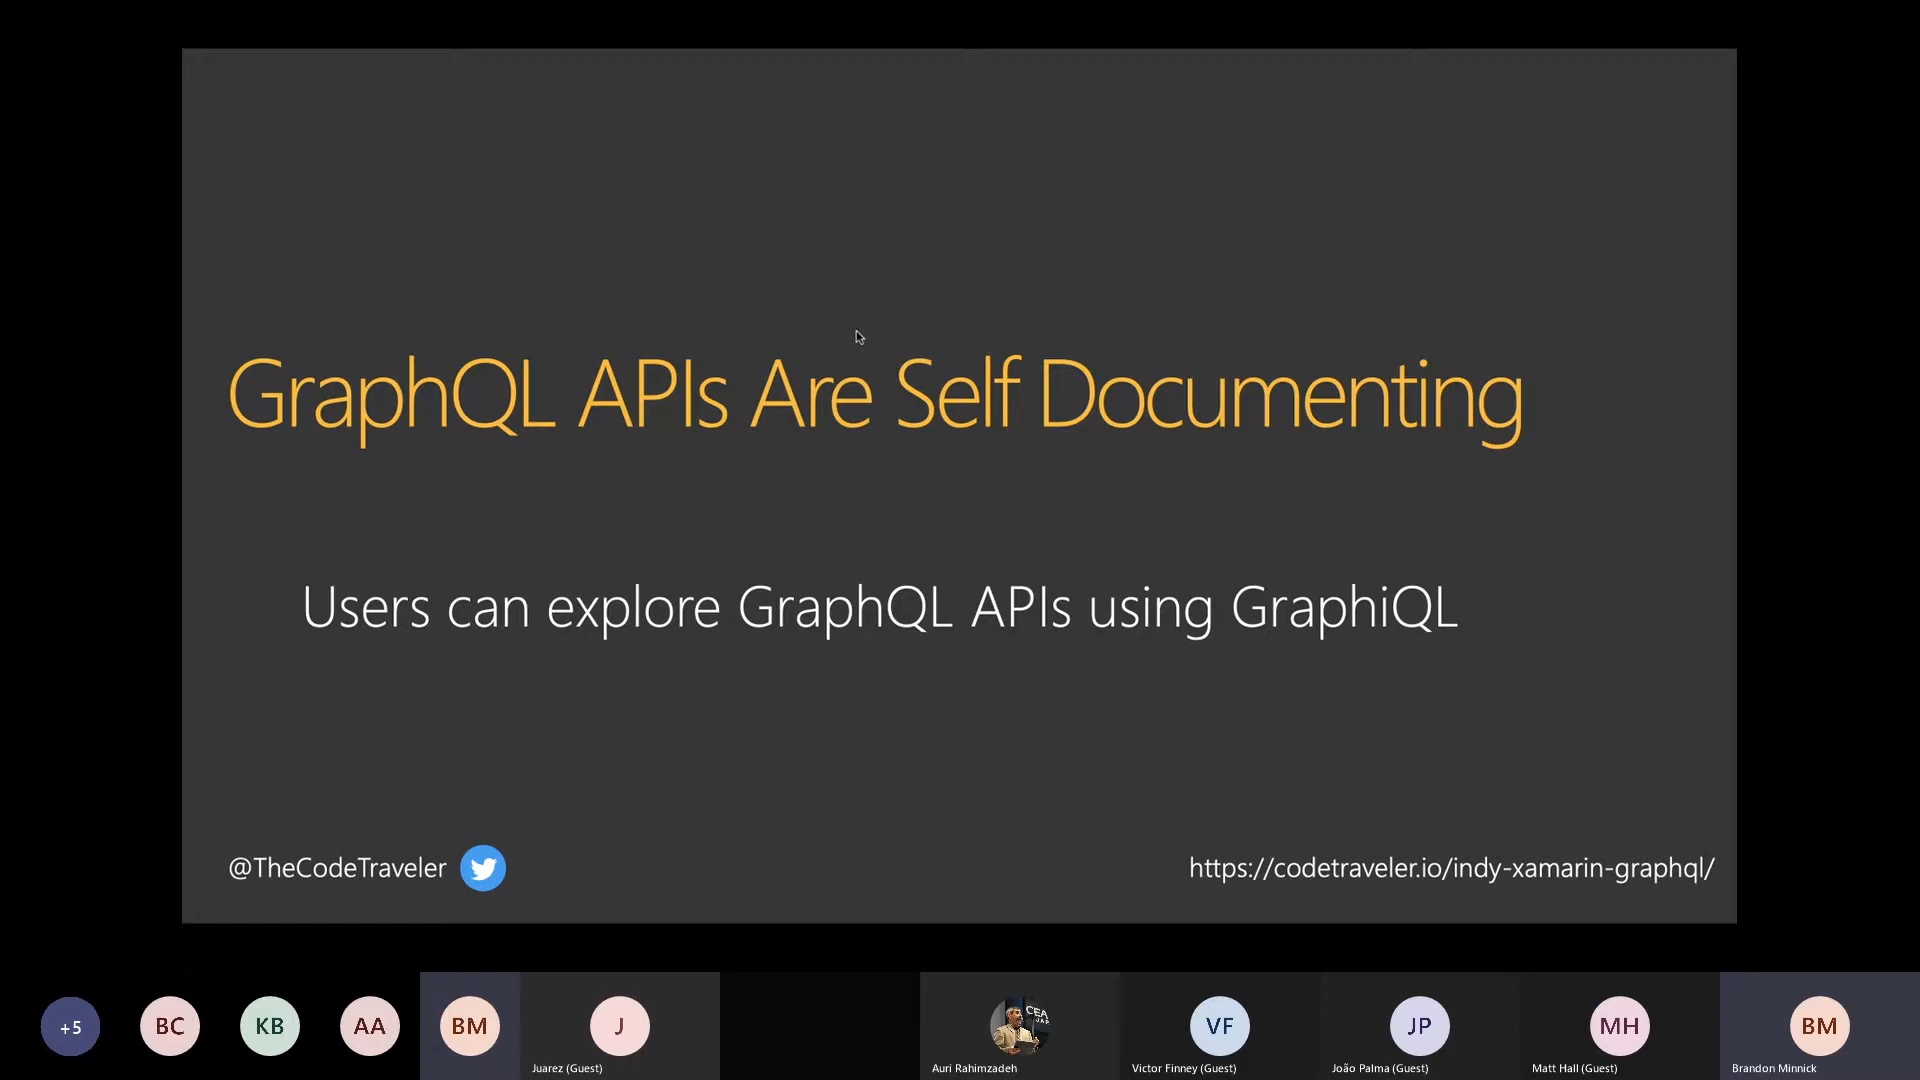 GraphQL APIs Are Self Documenting
Users can explore GraphQL APIs using GraphiQL
@TheCodeTraveler
https://codetraveler.io/indy-xamarin-graphql/
+5
BC
KB
AA
BM
J
Juarez (Guest)
CEA
JAP
Auri Rahimzadeh
VF
Victor Finney (Guest)
JP
João Palma (Guest)
MH
Matt Hall (Guest)
BM
Brandon Minnick